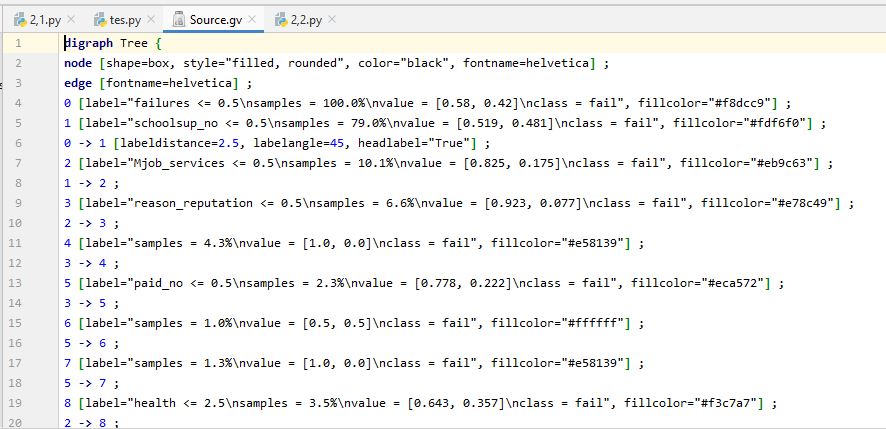 2,1.py tes.py Source.gv 2,2.py
1 digraph Tree {
2 node [shape=box, style="filled, rounded", color="black", fontname=helvetica] ;
3 edge [fontname=helvetica] ;
4 0 [label="failures <= 0.5\nsamples = 100.0%\nvalue = [0.58, 0.42]\nclass = fail", fillcolor="#f8dcc9"] ;
5 1 [label="schoolsup_no <= 0.5\nsamples = 79.0%\nvalue = [0.519, 0.481]\nclass = fail", fillcolor="#fdf6f0"] ;
6 0 -> 1 [labeldistance=2.5, labelangle=45, headlabel="True"] ;
7 2 [label="Mjob_services <= 0.5\nsamples = 10.1%\nvalue = [0.825, 0.175]\nclass = fail", fillcolor="#eb9c63"] ;
8 1 -> 2 ;
9 3 [label="reason_reputation <= 0.5\nsamples = 6.6%\nvalue = [0.923, 0.077]\nclass = fail", fillcolor="#e78c49"] ;
10 2 -> 3 ;
11 4 [label="samples = 4.3%\nvalue = [1.0, 0.0]\nclass = fail", fillcolor="#e58139"] ;
12 3 -> 4 ;
13 5 [label="paid_no <= 0.5\nsamples = 2.3%\nvalue = [0.778, 0.222]\nclass = fail", fillcolor="#eca572"] ;
14 3 -> 5 ;
15 6 [label="samples = 1.0%\nvalue = [0.5, 0.5]\nclass = fail", fillcolor="#ffffff"] ;
16 5 -> 6 ;
17 7 [label="samples = 1.3%\nvalue = [1.0, 0.0]\nclass = fail", fillcolor="#e58139"] ;
18 5 -> 7 ;
19 8 [label="health <= 2.5\nsamples = 3.5%\nvalue = [0.643, 0.357]\nclass = fail", fillcolor="#f3c7a7"] ;
20 2 -> 8 ;